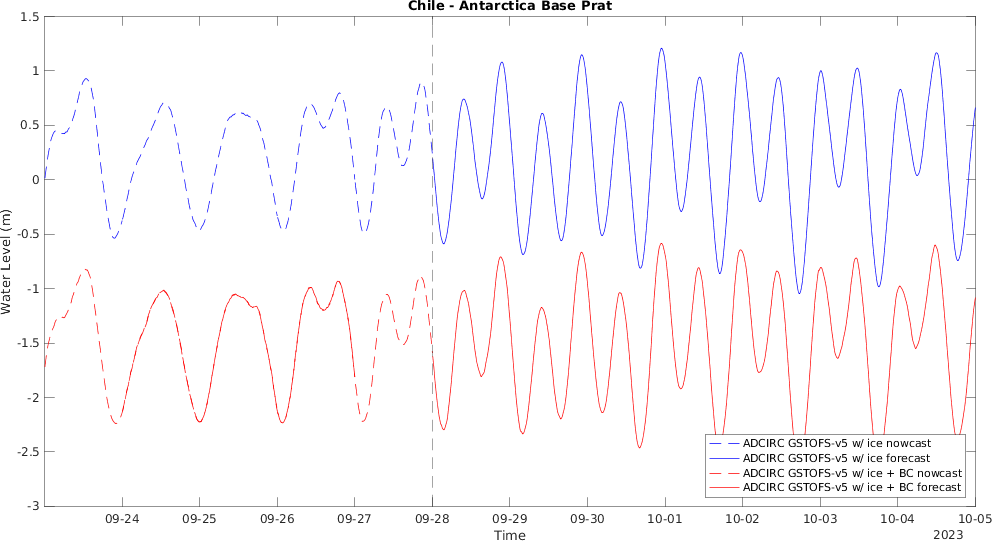 Chile - Antarctica Base Prat
1.5
1
0.5
0
-0.5
-1
-1.5
-2
-2.5
-3
Water Level (m)
ADCIRC GSTOFS-v5 w/ ice nowcast
ADCIRC GSTOFS-v5 w/ ice forecast
ADCIRC GSTOFS-v5 w/ ice + BC nowcast
ADCIRC GSTOFS-v5 w/ ice + BC forecast
09-24 09-25 09-26 09-27 09-28 09-29 09-30 10-01 10-02 10-03 10-04 10-05
Time 2023